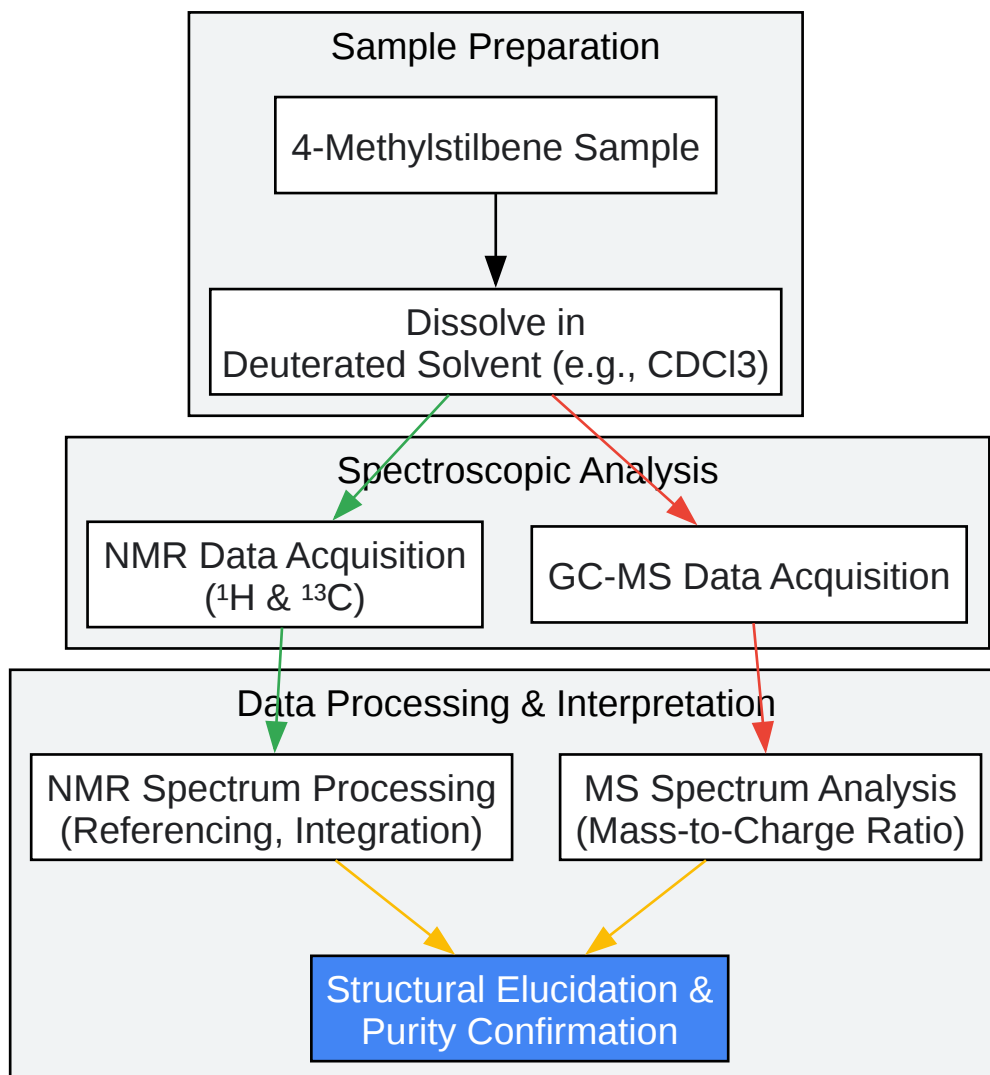 Sample Preparation
4-Methylstilbene Sample
Dissolve in
Deuterated Solvent (e.g., CDCl3)
Spectroscopic Analysis
NMR Data Acquisition
(¹H & ¹³C)
GC-MS Data Acquisition
Data Processing & Interpretation
NMR Spectrum Processing
(Referencing, Integration)
MS Spectrum Analysis
(Mass-to-Charge Ratio)
Structural Elucidation &
Purity Confirmation